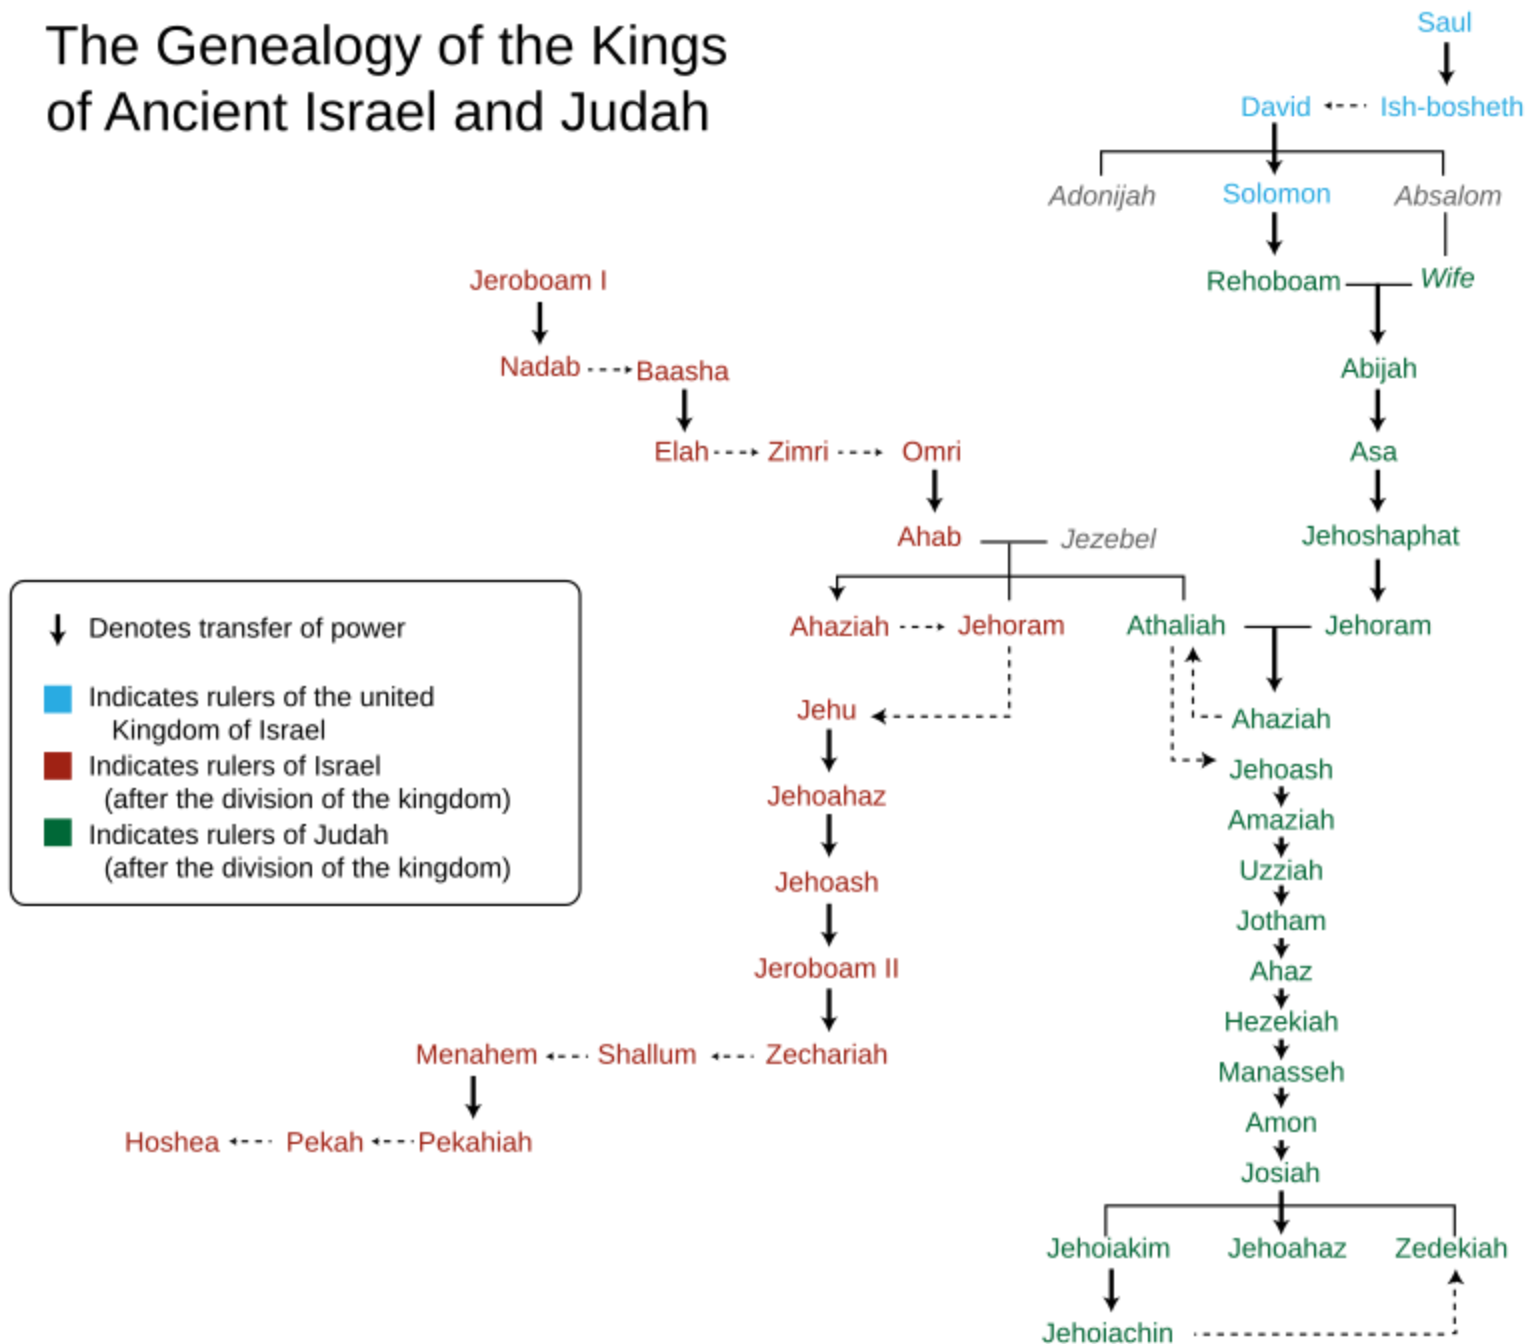 The Genealogy of the Kings
of Ancient Israel and Judah
Saul
David
Ish-bosheth
Adonijah
Solomon
Absalom
Jeroboam I
Rehoboam
Wife
Nadab
Baasha
Abijah
Elah
Zimri
Omri
Asa
Ahab
Jezebel
Jehoshaphat
Ahaziah
Jehoram
Athaliah
Jehoram
Denotes transfer of power
Indicates rulers of the united
Kingdom of Israel
Indicates rulers of Israel
(after the division of the kingdom)
Indicates rulers of Judah
(after the division of the kingdom)
Jehu
Ahaziah
Jehoash
Jehoahaz
Amaziah
Uzziah
Jehoash
Jotham
Jeroboam II
Ahaz
Hezekiah
Menahem
Shallum
Zechariah
Manasseh
Amon
Hoshea
Pekah
Pekahiah
Josiah
Jehoiakim
Jehoahaz
Zedekiah
Jehoiachin